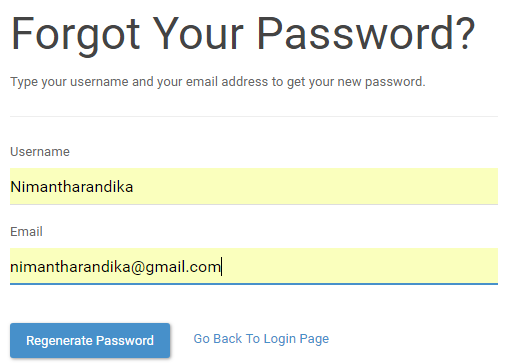 Forgot Your Password?
Type your username and your email address to get your new password.
Username
Nimantharandika
Email
nimantharandika@gmail.com
Regenerate Password Go Back To Login Page